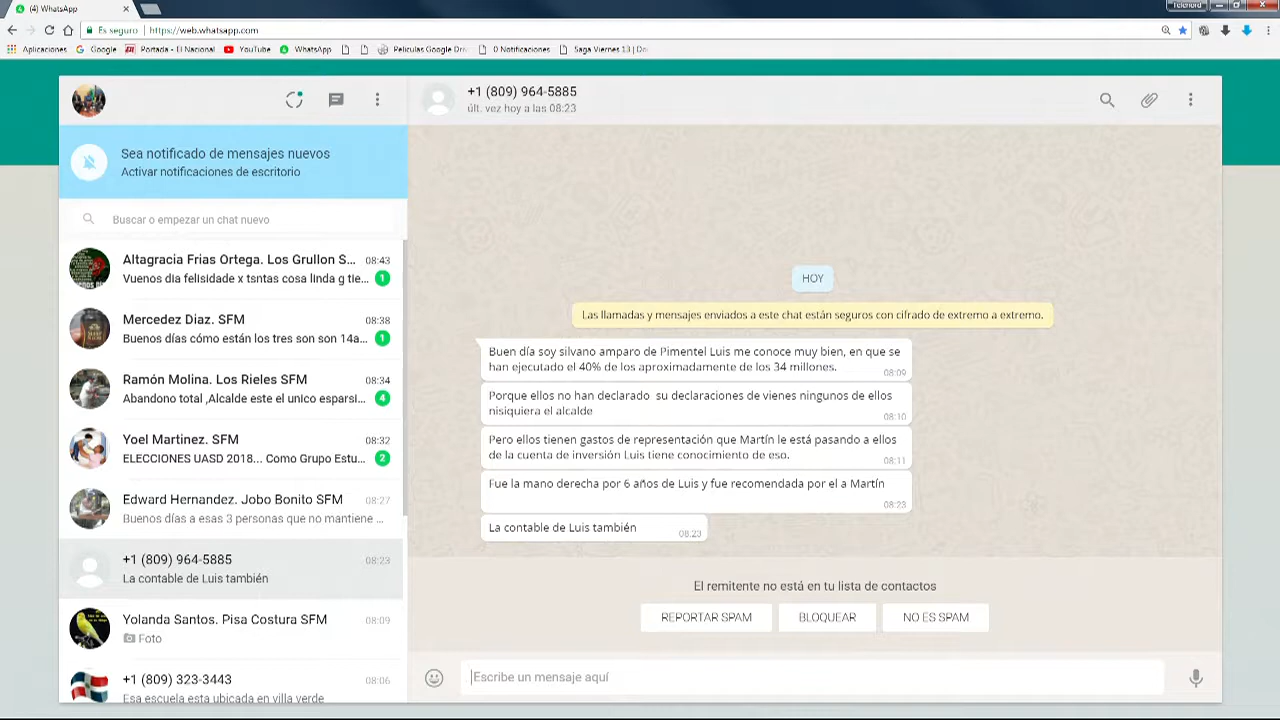 (4) WhatsApp
Telenord
Es seguro
https://web.whatsapp.com
Aplicaciones
Google
Portada - El Nacional
YouTube
WhatsApp
Peliculas Google Dri
0 Notificaciones
Saga Viernes 13 | Do
+1 (809) 964-5885
últ. vez hoy a las 08:23
Sea notificado de mensajes nuevos
Activar notificaciones de escritorio
Buscar o empezar un chat nuevo
Altagracia Frias Ortega. Los Grullon S... 08:43
Vuenos dia felisidade x tsntas cosa linda g tie... 1
Mercedez Diaz. SFM 08:38
Buenos días cómo están los tres son son 14a... 1
Ramón Molina. Los Rieles SFM 08:34
Abandono total ,Alcalde este el unico esparsi... 4
Yoel Martinez. SFM 08:32
ELECCIONES UASD 2018... Como Grupo Estu... 2
Edward Hernandez. Jobo Bonito SFM 08:27
Buenos días a esas 3 personas que no mantiene ...
+1 (809) 964-5885 08:23
La contable de Luis también
Yolanda Santos. Pisa Costura SFM 08:09
Foto
+1 (809) 323-3443 08:06
Esa escuela esta ubicada en villa verde
HOY
Las llamadas y mensajes enviados a este chat están seguros con cifrado de extremo a extremo.
Buen día soy silvano amparo de Pimentel Luis me conoce muy bien, en que se
han ejecutado el 40% de los aproximadamente de los 34 millones.
08:09
Porque ellos no han declarado su declaraciones de vienes ningunos de ellos
nisiquiera el alcalde
08:10
Pero ellos tienen gastos de representación que Martín le está pasando a ellos
de la cuenta de inversión Luis tiene conocimiento de eso.
08:11
Fue la mano derecha por 6 años de Luis y fue recomendada por el a Martín
08:23
La contable de Luis también 08:23
El remitente no está en tu lista de contactos
REPORTAR SPAM
BLOQUEAR
NO ES SPAM
Escribe un mensaje aquí